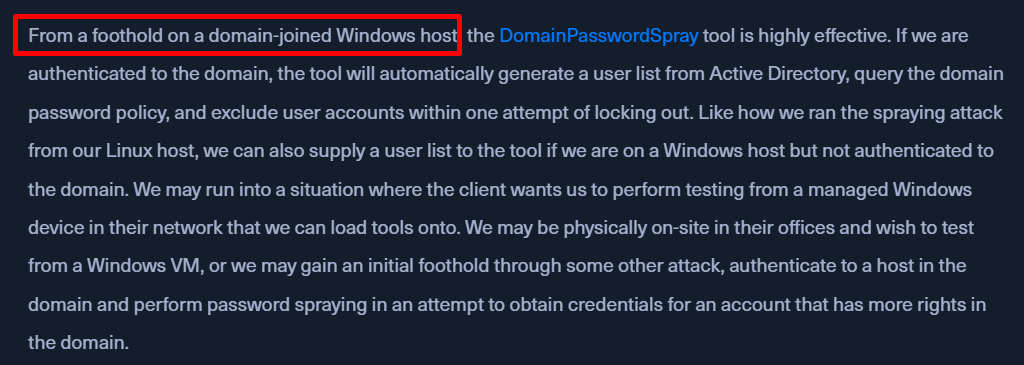 From a foothold on a domain-joined Windows host, the DomainPasswordSpray tool is highly effective. If we are
authenticated to the domain, the tool will automatically generate a user list from Active Directory, query the domain
password policy, and exclude user accounts within one attempt of locking out. Like how we ran the spraying attack
from our Linux host, we can also supply a user list to the tool if we are on a Windows host but not authenticated to
the domain. We may run into a situation where the client wants us to perform testing from a managed Windows
device in their network that we can load tools onto. We may be physically on-site in their offices and wish to test
from a Windows VM, or we may gain an initial foothold through some other attack, authenticate to a host in the
domain and perform password spraying in an attempt to obtain credentials for an account that has more rights in
the domain.